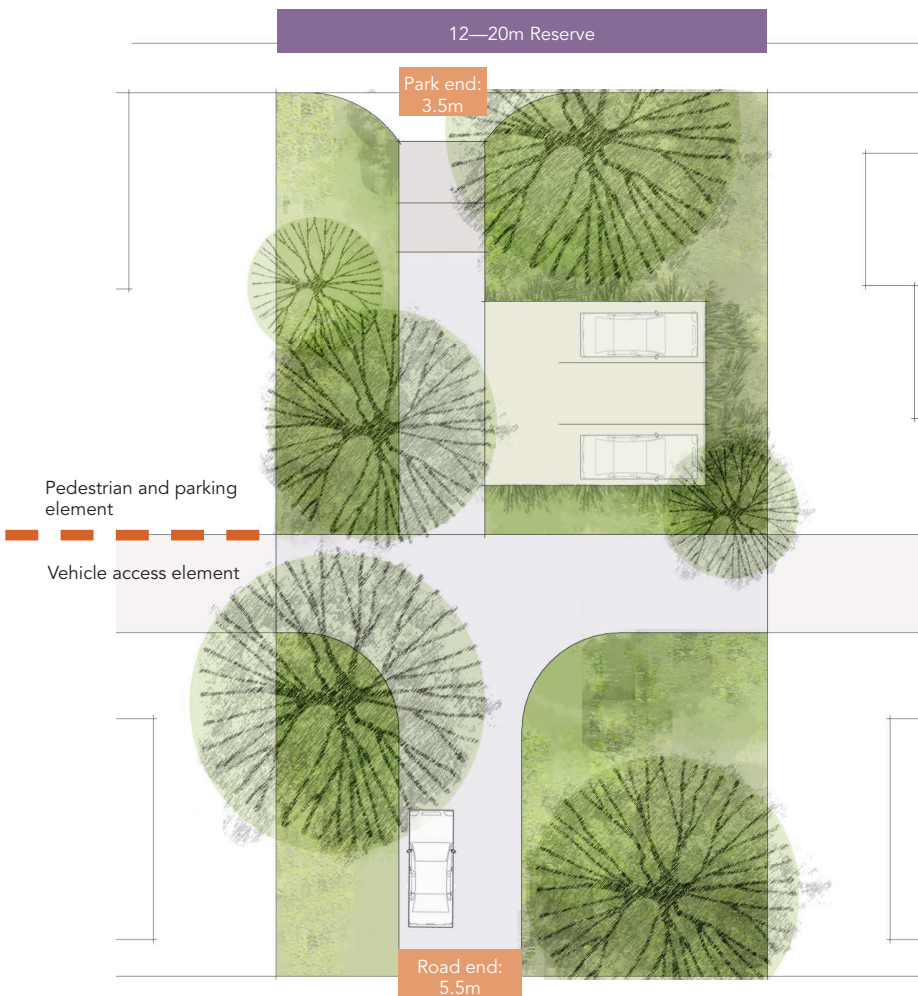 12—20m Reserve
Park end:
3.5m
Pedestrian and parking
element
Vehicle access element
Road end:
5.5m